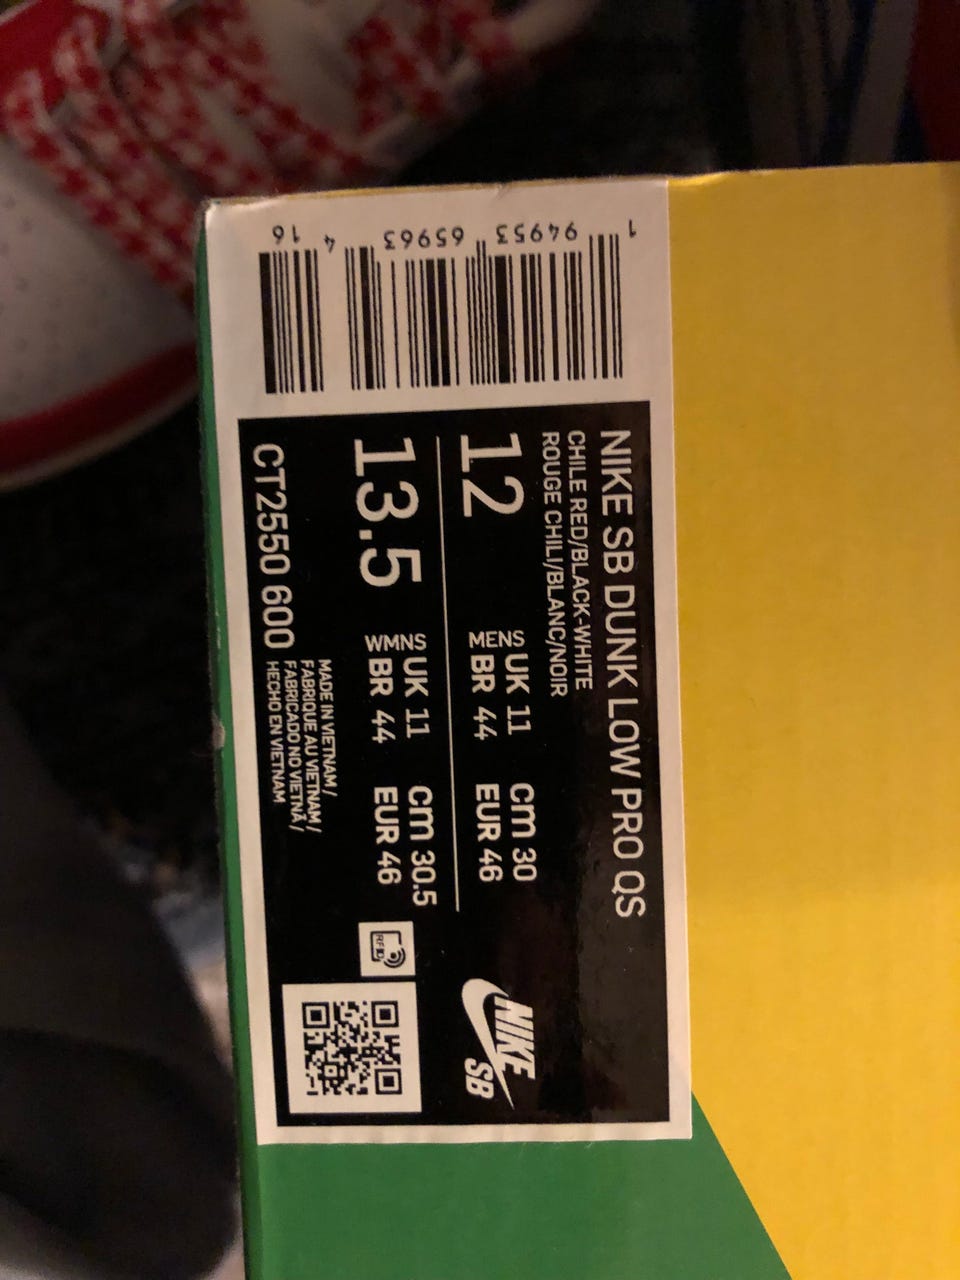 NIKE SB DUNK LOW PRO QS
CHILE RED/BLACK-WHITE
ROUGE CHILI/BLANC/NOIR
12 MENS UK 11 cm 30
BR 44 EUR 46
13.5 WMNS UK 11 cm 30.5
BR 44 EUR 46
CT2550 600
MADE IN VIETNAM /
FABRIQUE AU VIETNAM /
FABRICADO NO VIETNÃ /
HECHO EN VIETNAM
RFID
NIKE
SB
1 94953 65963 4 16